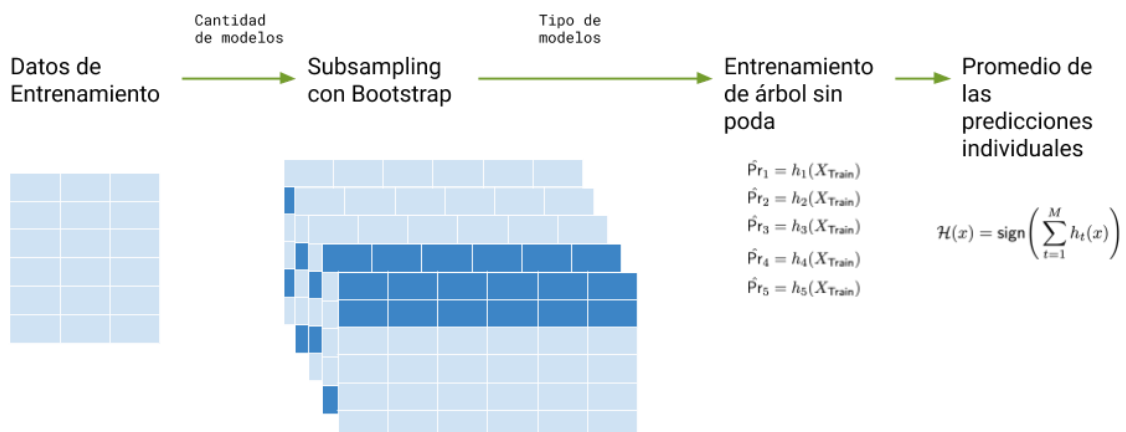 Cantidad
de modelos
Tipo de
modelos
Datos de
Entrenamiento
Subsampling
con Bootstrap
Entrenamiento
de árbol sin
poda
Promedio de
las
predicciones
individuales
P̂r₁ = h₁(X_Train)
P̂r₂ = h₂(X_Train)
P̂r₃ = h₃(X_Train)
P̂r₄ = h₄(X_Train)
P̂r₅ = h₅(X_Train)
ℋ(x) = sign(∑_{t=1}^{M} h_t(x))